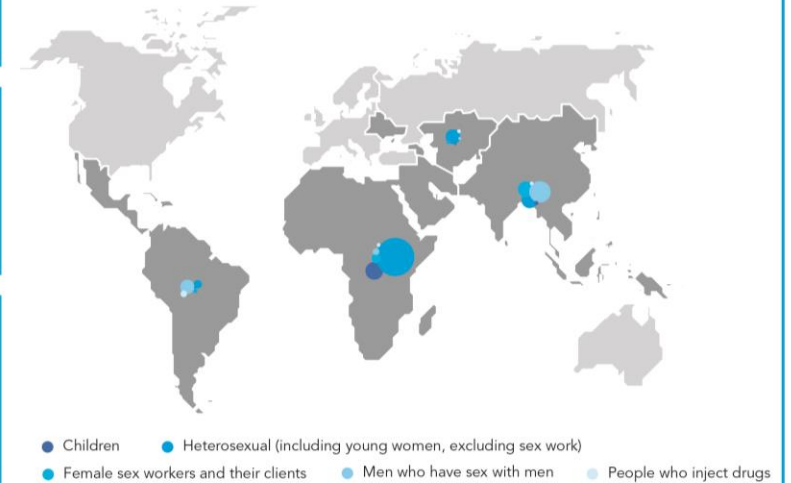 Children Heterosexual (including young women, excluding sex work)
Female sex workers and their clients Men who have sex with men People who inject drugs